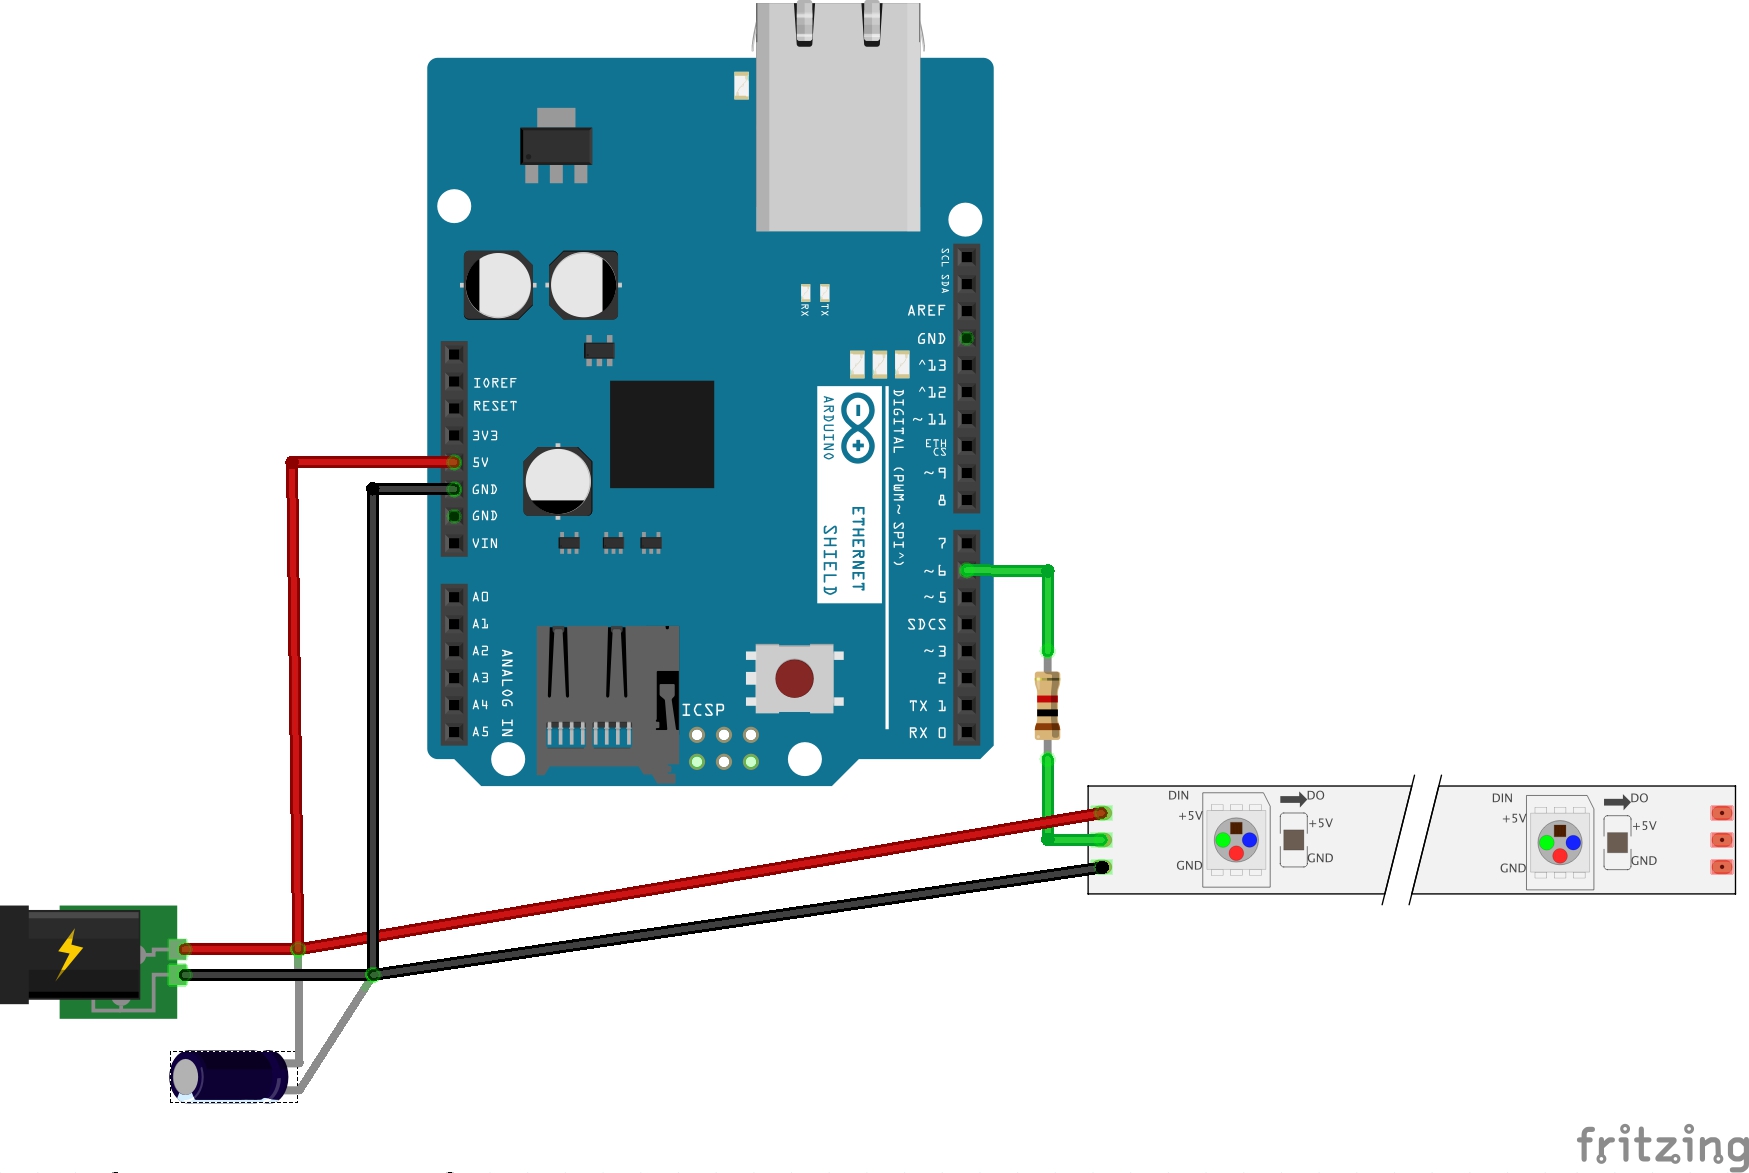 SCL SDA
AREF
GND
^13
^12
~11
ETH
CS
~9
8
7
~6
~5
SDCS
~3
2
TX 1
RX 0
RX
TX
DIGITAL (PWM~ SPI^)
ARDUINO
ETHERNET
SHIELD
IOREF
RESET
3V3
5V
GND
GND
VIN
A0
A1
A2
A3
A4
A5
ANALOG IN
ICSP
DIN
DO
+5V
+5V
GND
GND
DIN
DO
+5V
+5V
GND
GND
fritzing